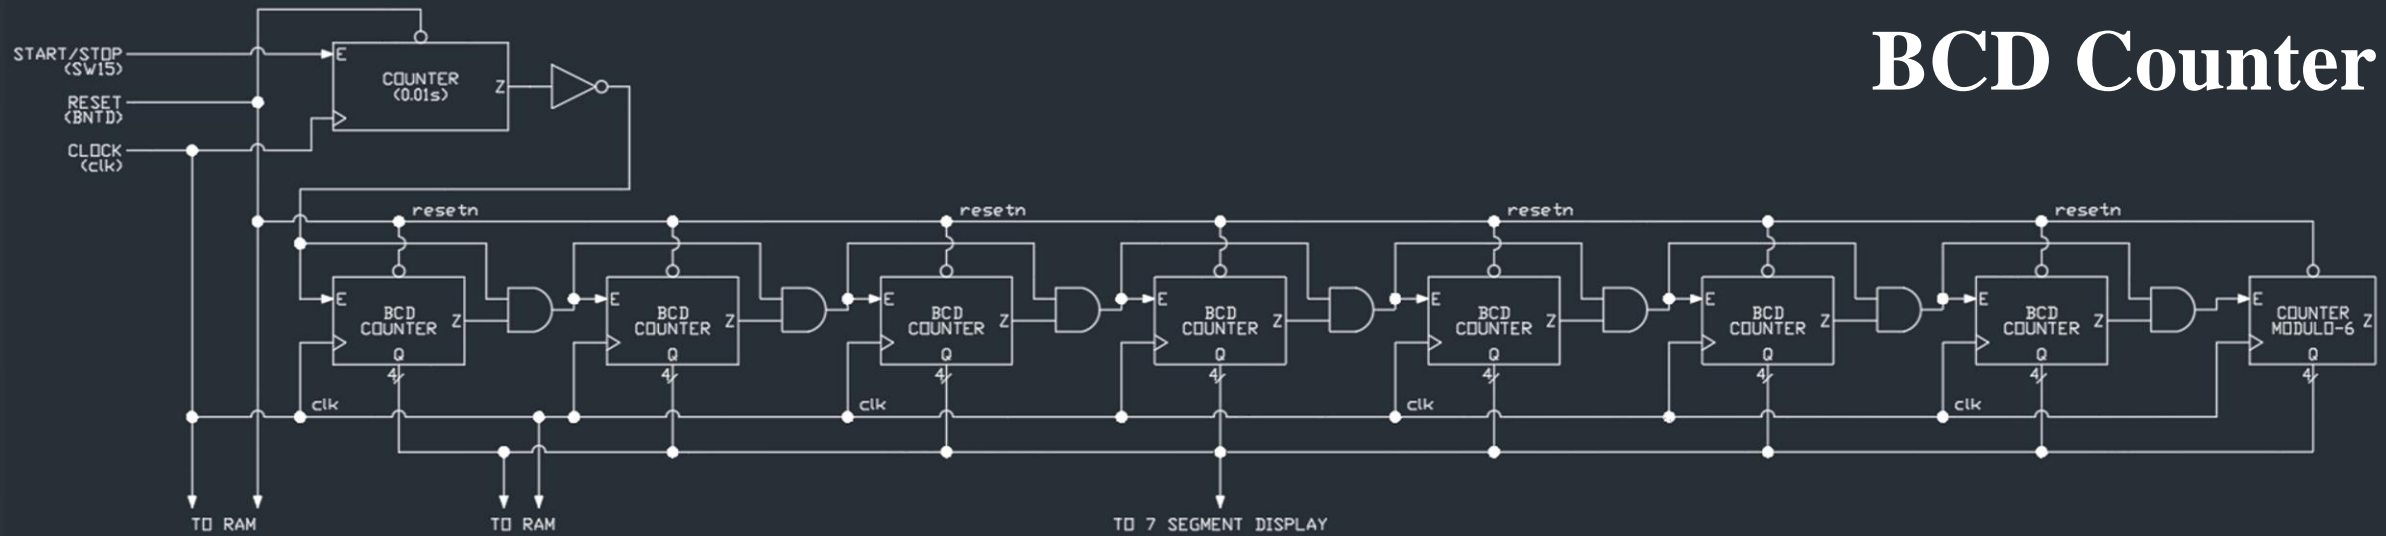 BCD Counter
START/STOP
(SW15)
RESET
(BNTD)
CLOCK
(clk)
E
COUNTER
(0.01s)
Z
resetn
resetn
resetn
resetn
E
BCD
COUNTER
Z
Q
4
E
BCD
COUNTER
Z
Q
4
E
BCD
COUNTER
Z
Q
4
E
BCD
COUNTER
Z
Q
4
E
BCD
COUNTER
Z
Q
4
E
BCD
COUNTER
Z
Q
4
E
BCD
COUNTER
Z
Q
4
E
COUNTER
MODULO-6
Z
Q
4
clk
clk
clk
clk
TO RAM
TO RAM
TO 7 SEGMENT DISPLAY